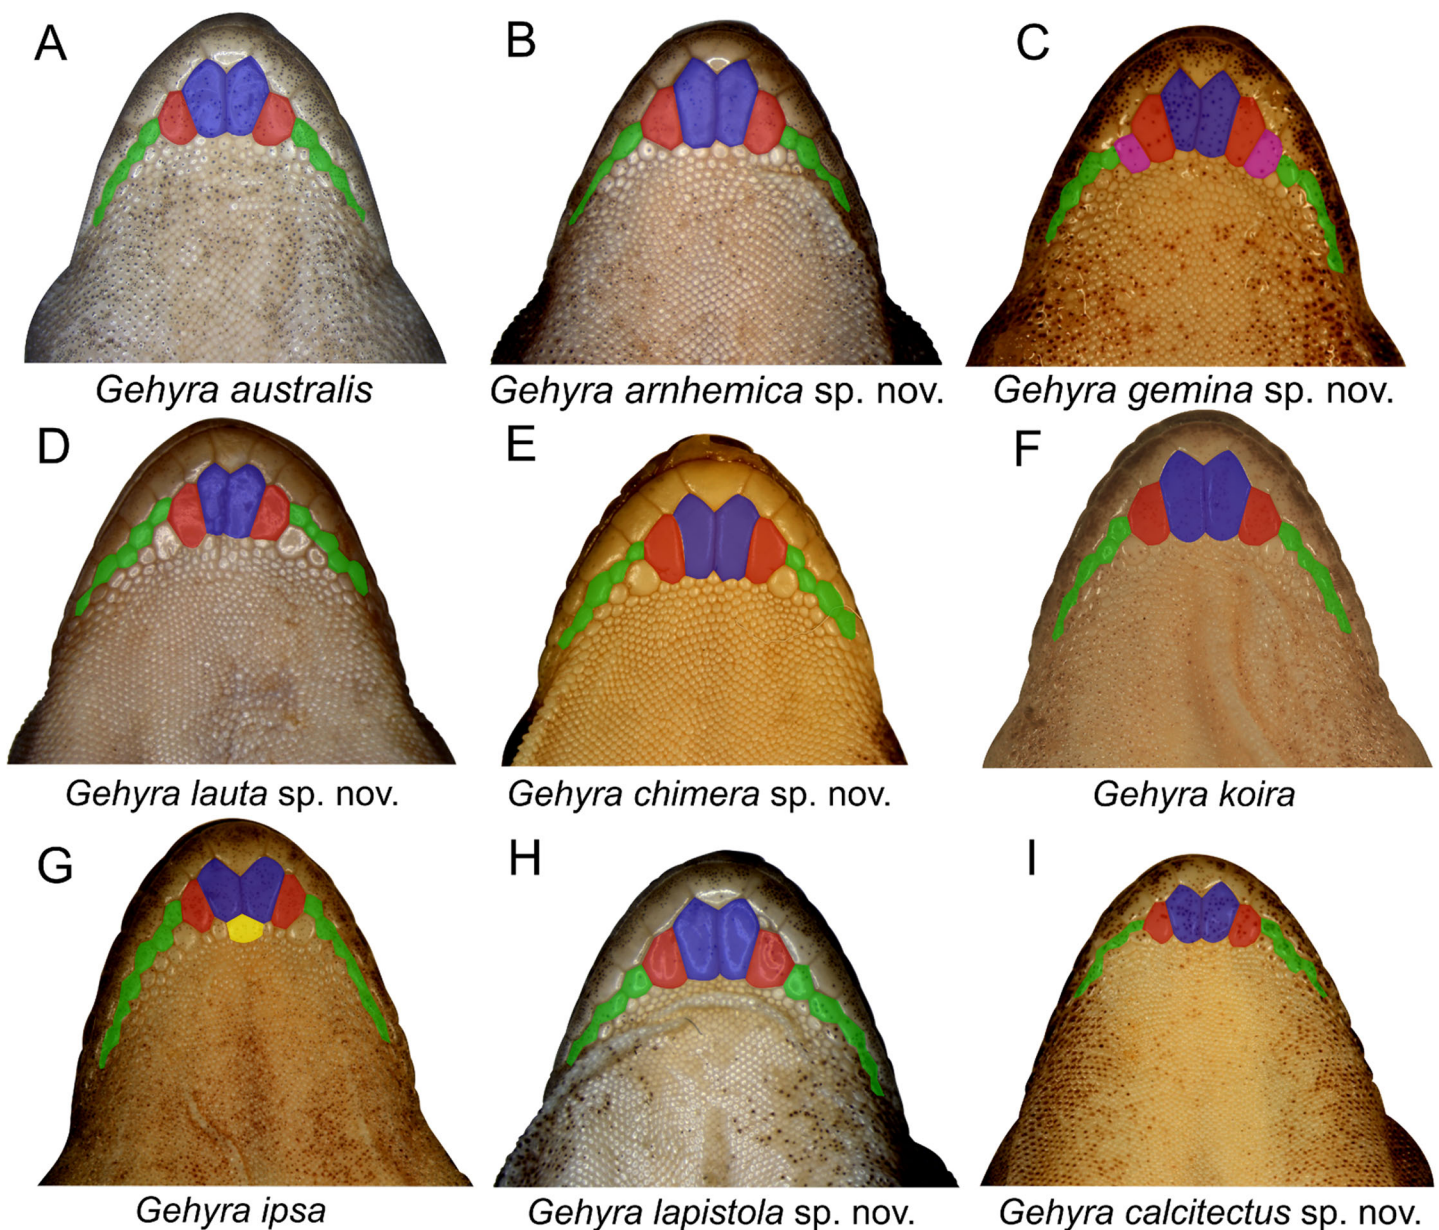 A
B
C
Gehyra australis
Gehyra arnhemica sp. nov.
Gehyra gemina sp. nov.
D
E
F
Gehyra lauta sp. nov.
Gehyra chimera sp. nov.
Gehyra koira
G
H
I
Gehyra ipsa
Gehyra lapistola sp. nov.
Gehyra calcitectus sp. nov.